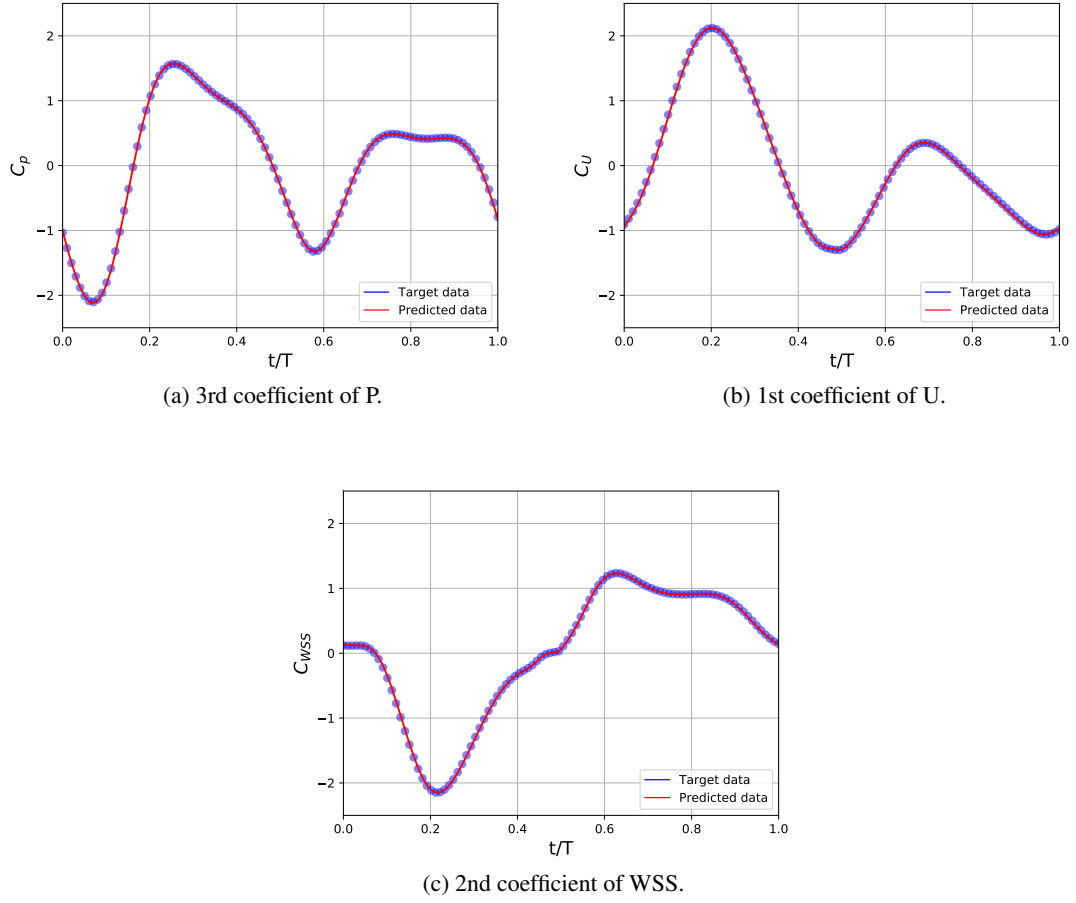 2
1
0
−1
−2
C_p
0.0 0.2 0.4 0.6 0.8 1.0
t/T
Target data
Predicted data
(a) 3rd coefficient of P.
2
1
0
−1
−2
C_U
0.0 0.2 0.4 0.6 0.8 1.0
t/T
Target data
Predicted data
(b) 1st coefficient of U.
2
1
0
−1
−2
C_WSS
0.0 0.2 0.4 0.6 0.8 1.0
t/T
Target data
Predicted data
(c) 2nd coefficient of WSS.